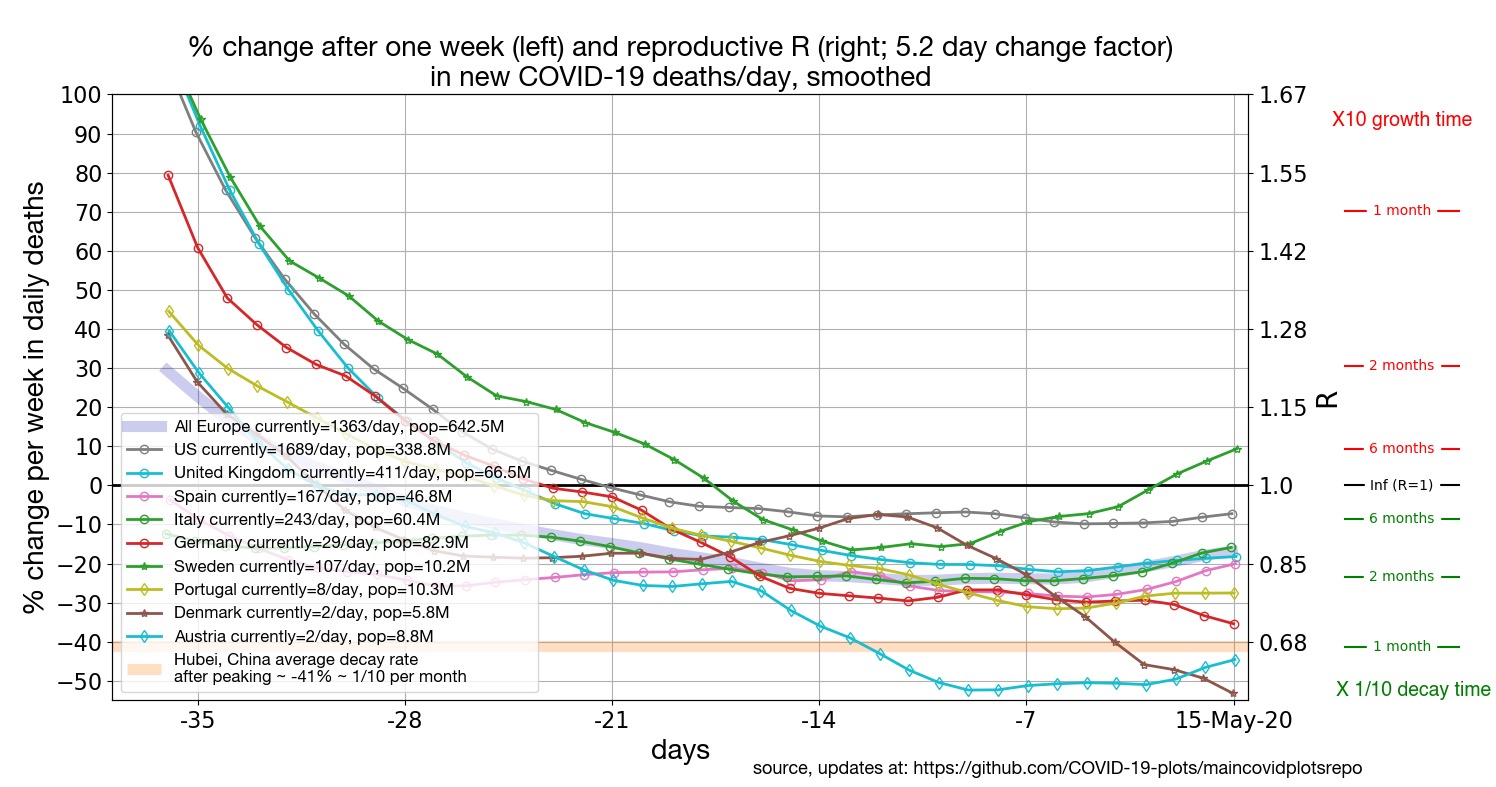 % change after one week (left) and reproductive R (right; 5.2 day change factor)
in new COVID-19 deaths/day, smoothed
% change per week in daily deaths
100
90
80
70
60
50
40
30
20
10
0
−10
−20
−30
−40
−50
All Europe currently=1363/day, pop=642.5M
US currently=1689/day, pop=338.8M
United Kingdom currently=411/day, pop=66.5M
Spain currently=167/day, pop=46.8M
Italy currently=243/day, pop=60.4M
Germany currently=29/day, pop=82.9M
Sweden currently=107/day, pop=10.2M
Portugal currently=8/day, pop=10.3M
Denmark currently=2/day, pop=5.8M
Austria currently=2/day, pop=8.8M
Hubei, China average decay rate
after peaking ~ -41% ~ 1/10 per month
-35
-28
-21
-14
-7
15-May-20
days
1.67
1.55
1.42
1.28
1.15
1.0
0.85
0.68
R
X10 growth time
1 month
2 months
6 months
Inf (R=1)
6 months
2 months
1 month
X 1/10 decay time
source, updates at: https://github.com/COVID-19-plots/maincovidplotsrepo